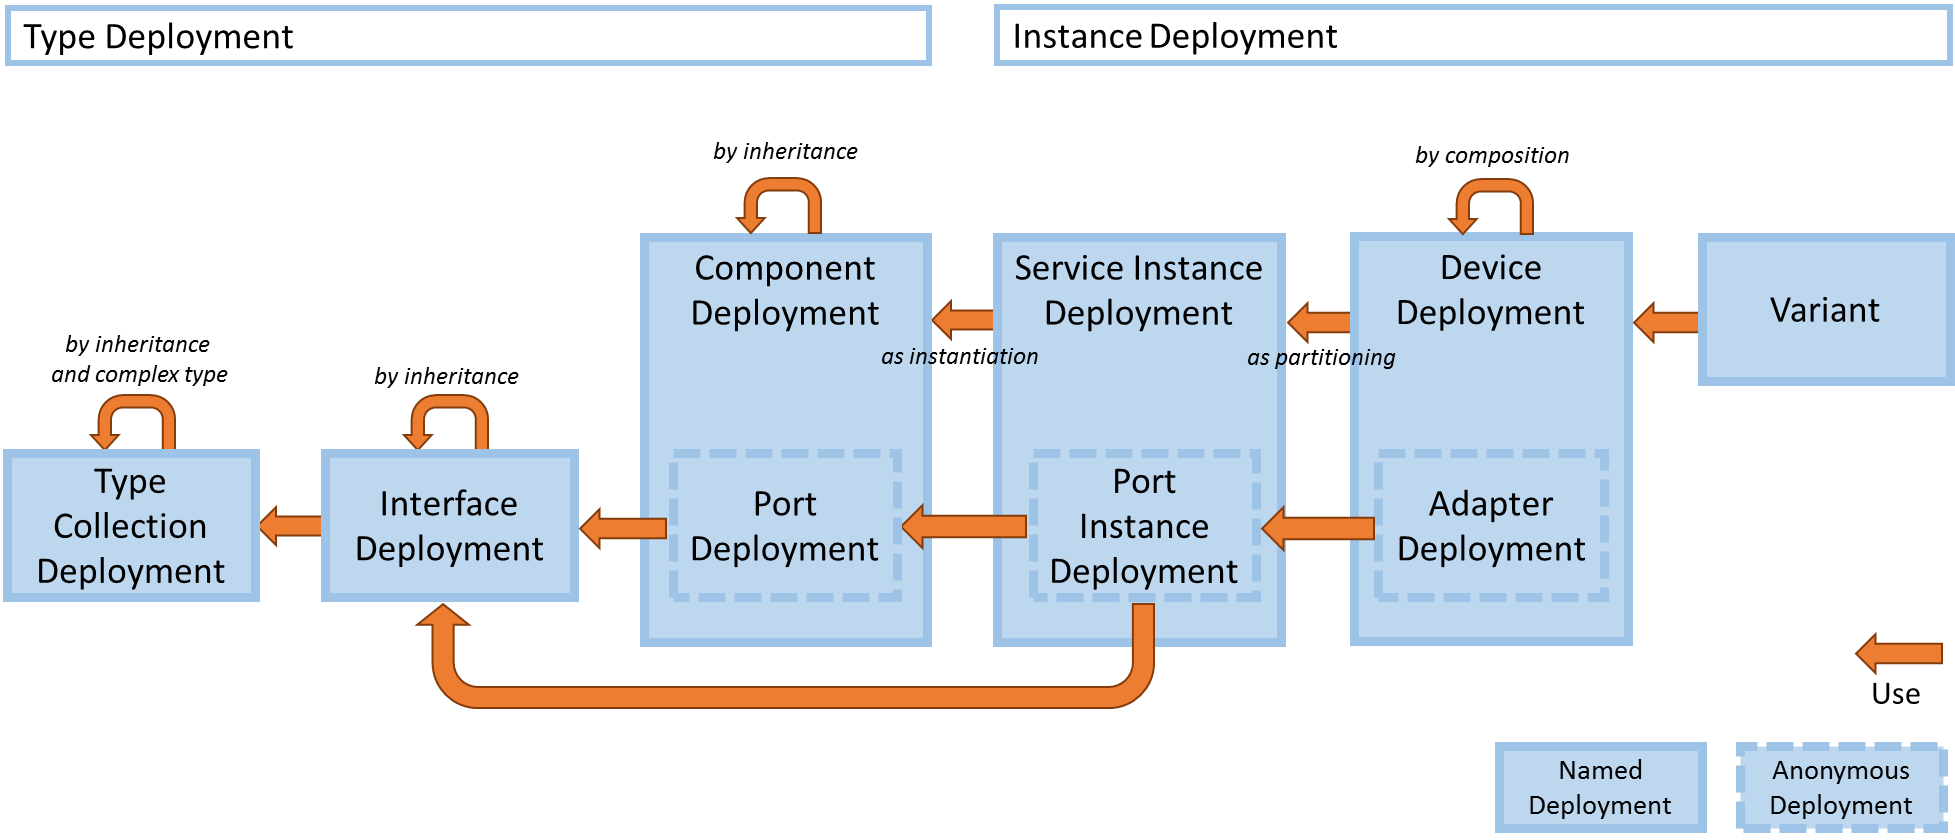 Type Deployment
Instance Deployment
by inheritance
by composition
Component
Deployment
Service Instance
Deployment
Device
Deployment
Variant
as instantiation
as partitioning
by inheritance
and complex type
by inheritance
Type
Collection
Deployment
Interface
Deployment
Port
Deployment
Port
Instance
Deployment
Adapter
Deployment
Use
Named
Deployment
Anonymous
Deployment